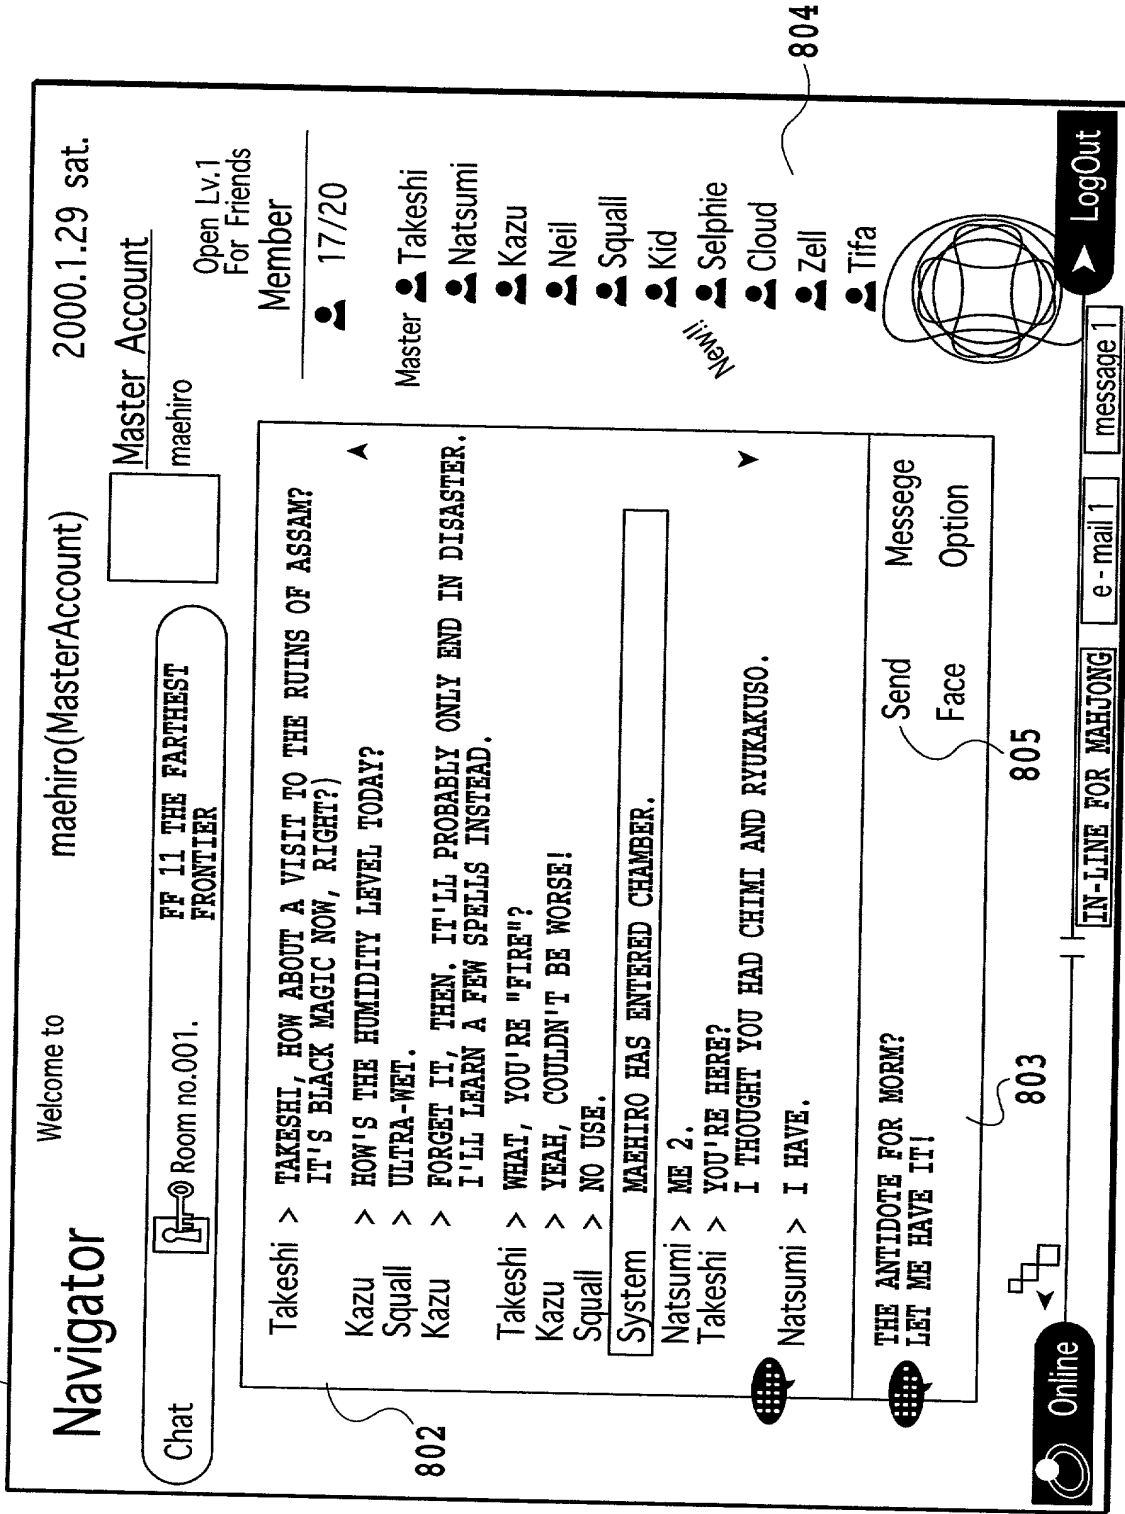 Navigator
Welcome to
maehiro(MasterAccount)
2000.1.29 sat.
Chat
Room no.001.
FF 11 THE FARTHEST
FRONTIER
Master Account
maehiro
Open Lv.1
For Friends
Member
17/20
Master Takeshi
Natsumi
Kazu
Neil
Squall
Kid
New!! Selphie
Cloud
Zell
Tifa
804
Takeshi > TAKESHI, HOW ABOUT A VISIT TO THE RUINS OF ASSAM?
IT'S BLACK MAGIC NOW, RIGHT?)
Kazu > HOW'S THE HUMIDITY LEVEL TODAY?
Squall > ULTRA-WET.
Kazu > FORGET IT, THEN. IT'LL PROBABLY ONLY END IN DISASTER.
I'LL LEARN A FEW SPELLS INSTEAD.
Takeshi > WHAT, YOU'RE "FIRE"?
Kazu > YEAH, COULDN'T BE WORSE!
Squall > NO USE.
System MAEHIRO HAS ENTERED CHAMBER.
Natsumi > ME 2.
Takeshi > YOU'RE HERE?
I THOUGHT YOU HAD CHIMI AND RYUKAKUSO.
Natsumi > I HAVE.
802
THE ANTIDOTE FOR MORM?
LET ME HAVE IT!
Send Messege
Face Option
803
805
Online
IN-LINE FOR MAHJONG
e - mail 1
message 1
LogOut